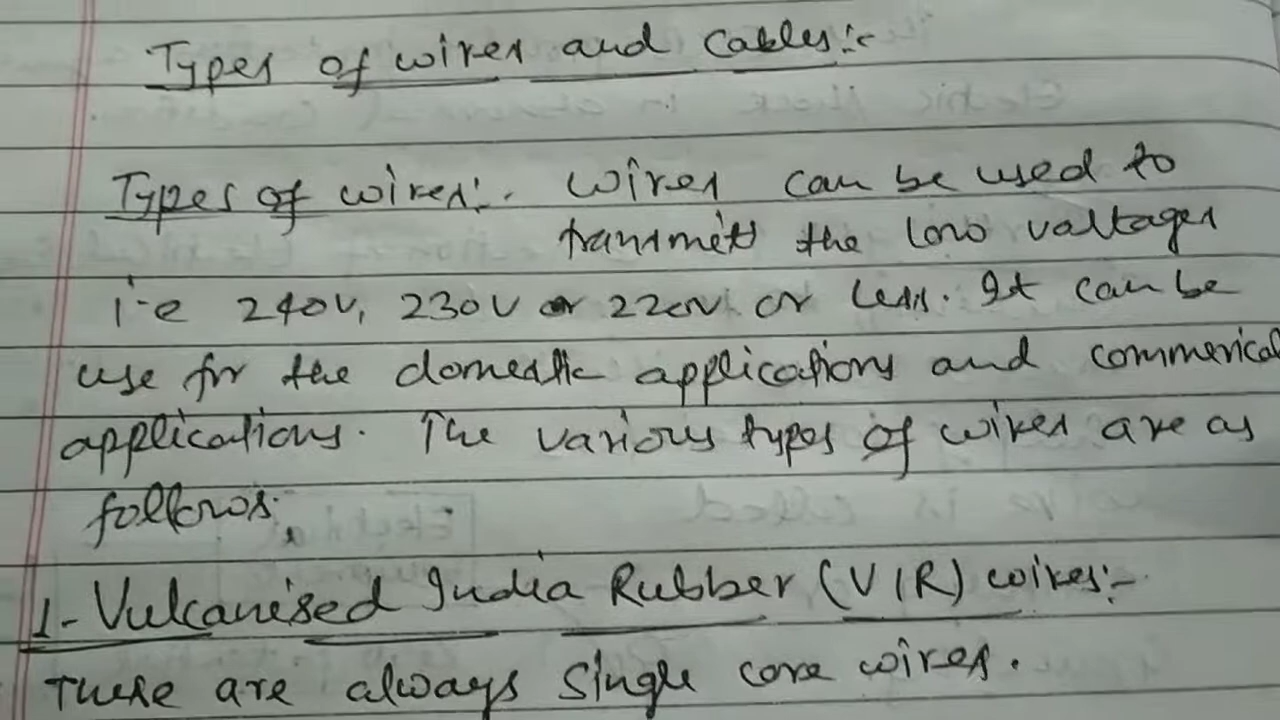 Types of wires and cables:-
Types of wires:- wires can be used to
transmitt the low voltages
i.e 240V, 230V or 220V or less. It can be
use for the domestic applications and commerical
applications. The various types of wires are as
follows:
1- Vulcanised India Rubber (VIR) wires:-
These are always single core wires.